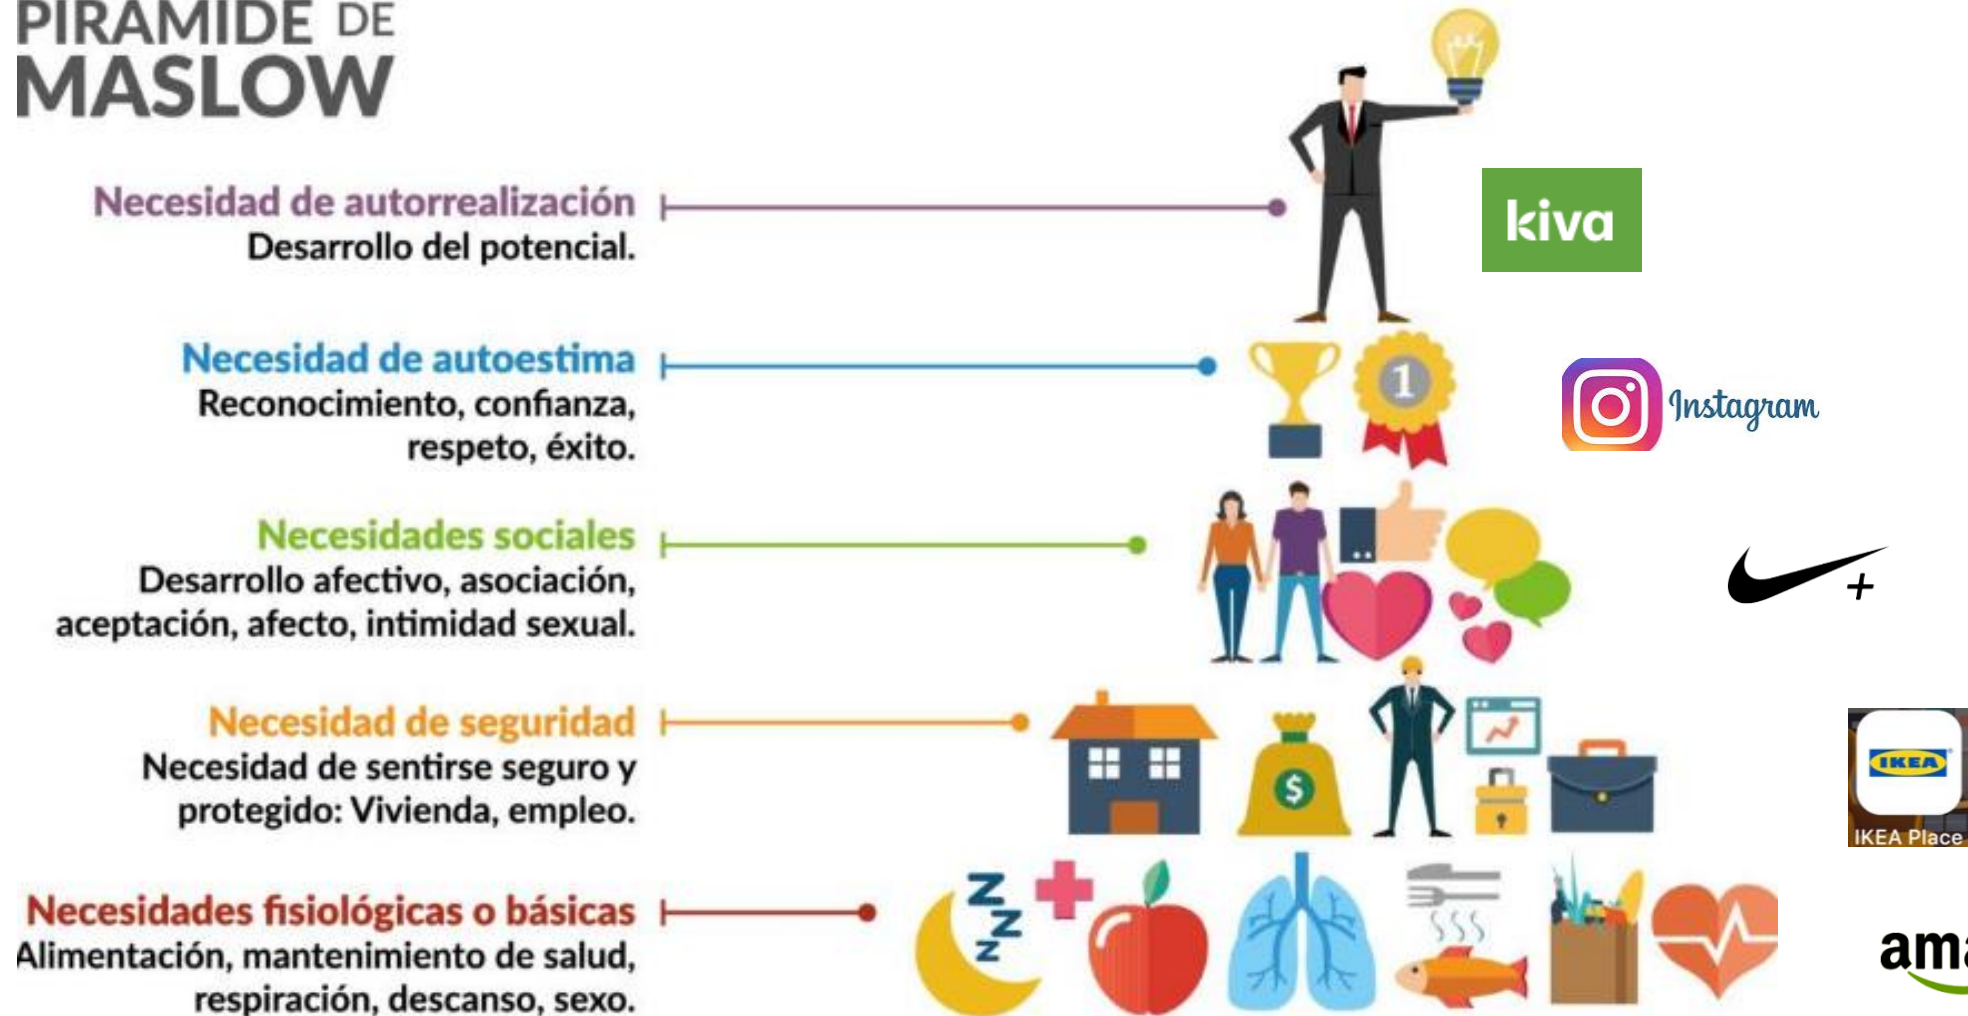 PIRAMIDE DE
MASLOW
Necesidad de autorrealización
Desarrollo del potencial.
kiva
Necesidad de autoestima
Reconocimiento, confianza,
respeto, éxito.
1
Instagram
Necesidades sociales
Desarrollo afectivo, asociación,
aceptación, afecto, intimidad sexual.
+
Necesidad de seguridad
Necesidad de sentirse seguro y
protegido: Vivienda, empleo.
$
IKEA
IKEA Place
Necesidades fisiológicas o básicas
Alimentación, mantenimiento de salud,
respiración, descanso, sexo.
Z
Z
Z